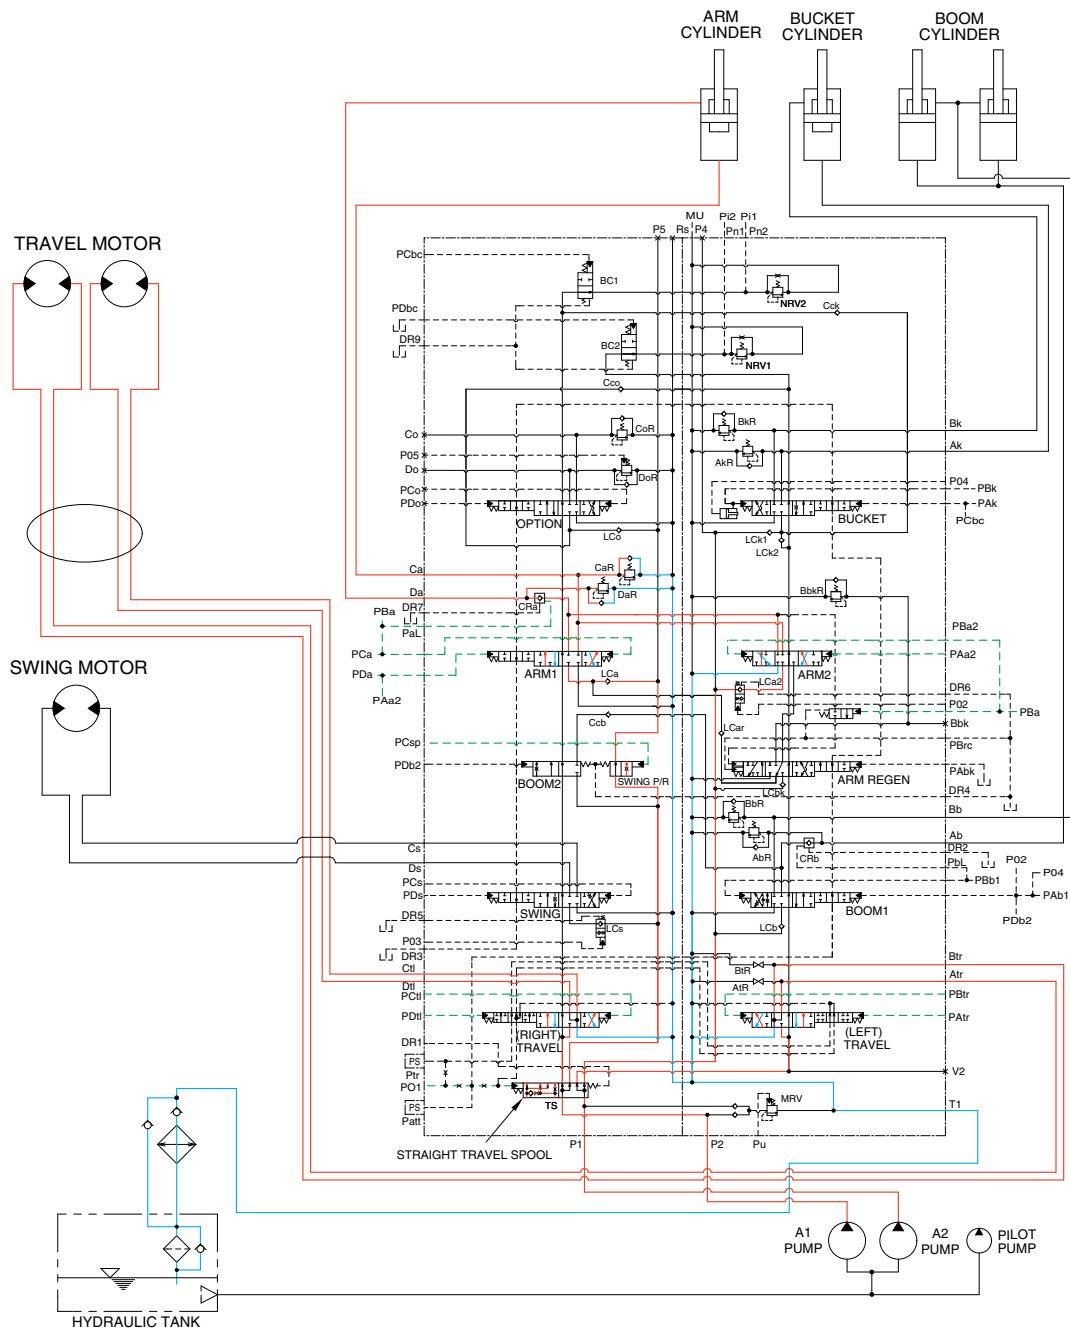 ARM
CYLINDER
BUCKET
CYLINDER
BOOM
CYLINDER
TRAVEL MOTOR
SWING MOTOR
P5
Rs
MU
P4
Pi2
Pn1
Pi1
Pn2
PCbc
BC1
NRV2
Cck
PDbc
DR9
BC2
NRV1
Cco
Co
CoR
BkR
Bk
P05
Do
DoR
AkR
Ak
PCo
PDo
OPTION
LCo
P04
PBk
PAk
PCbc
BUCKET
LCk1
LCk2
Ca
CaR
Da
DaR
DR7
CRa
PBa
PaL
BbkR
PBa2
PCa
PDa
PAa2
ARM1
LCa
ARM2
PAa2
LCa2
DR6
P02
PBa
Ccb
LCar
Bbk
PCsp
PDb2
BOOM2
SWING P/R
PBrc
ARM REGEN
PAbk
LCbk
DR4
BbR
Bb
AbR
Ab
CRb
DR2
PbL
P02
P04
Cs
Ds
PCs
PDs
SWING
PBb1
PAb1
BOOM1
PDb2
DR5
LCs
LCb
P03
DR3
Ctl
Dtl
PCtl
PDtl
(RIGHT)
TRAVEL
BtR
Btr
AtR
Atr
PBtr
PAtr
(LEFT)
TRAVEL
DR1
PS
Ptr
PO1
PS
Patt
TS
V2
MRV
T1
STRAIGHT TRAVEL SPOOL
P1
P2
Pu
A1
PUMP
A2
PUMP
PILOT
PUMP
HYDRAULIC TANK